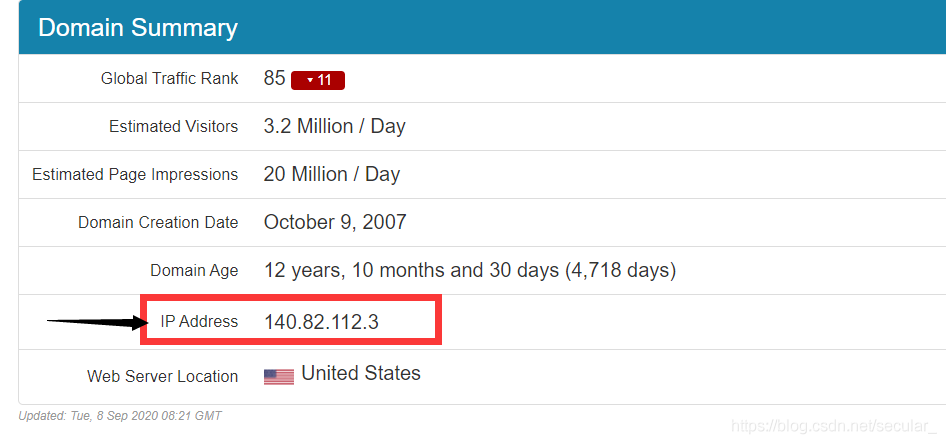 Domain Summary
Global Traffic Rank 85 11
Estimated Visitors 3.2 Million / Day
Estimated Page Impressions 20 Million / Day
Domain Creation Date October 9, 2007
Domain Age 12 years, 10 months and 30 days (4,718 days)
IP Address 140.82.112.3
Web Server Location United States
Updated: Tue, 8 Sep 2020 08:21 GMT
https://blog.csdn.net/secular_